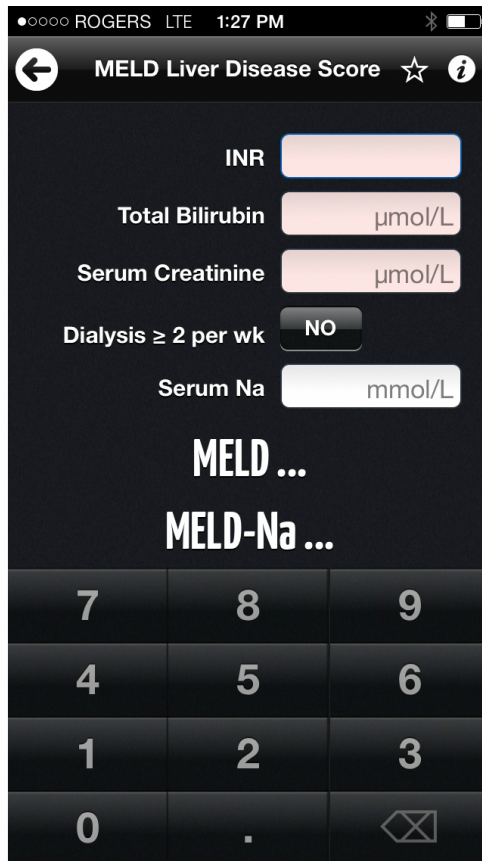 ROGERS LTE 1:27 PM
MELD Liver Disease Score
INR
Total Bilirubin µmol/L
Serum Creatinine µmol/L
Dialysis ≥ 2 per wk NO
Serum Na mmol/L
MELD ...
MELD-Na ...
7 8 9
4 5 6
1 2 3
0 .